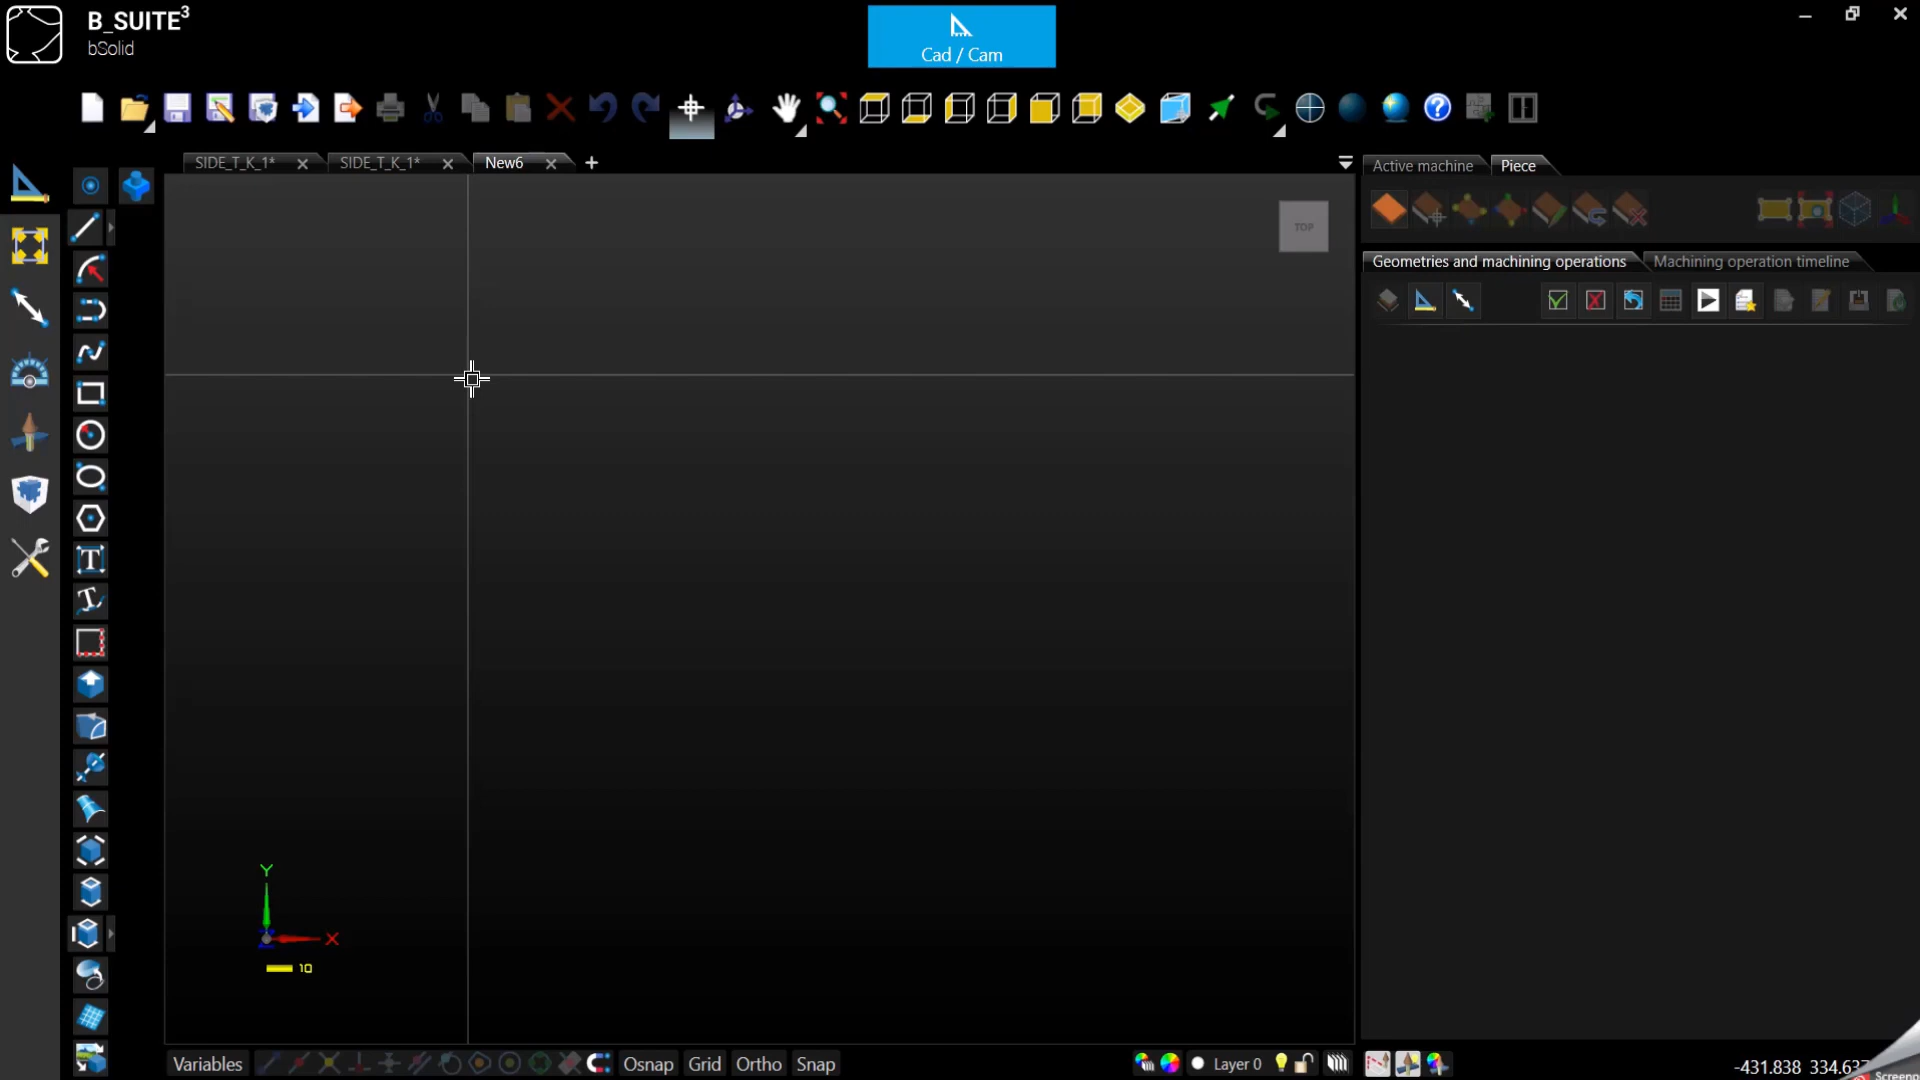 B_SUITE³
bSolid
Cad / Cam
SIDE_T_K_1*
SIDE_T_K_1*
New6
Active machine
Piece
TOP
Geometries and machining operations
Machining operation timeline
Y
X
10
Variables
Osnap
Grid
Ortho
Snap
Layer 0
-431.838